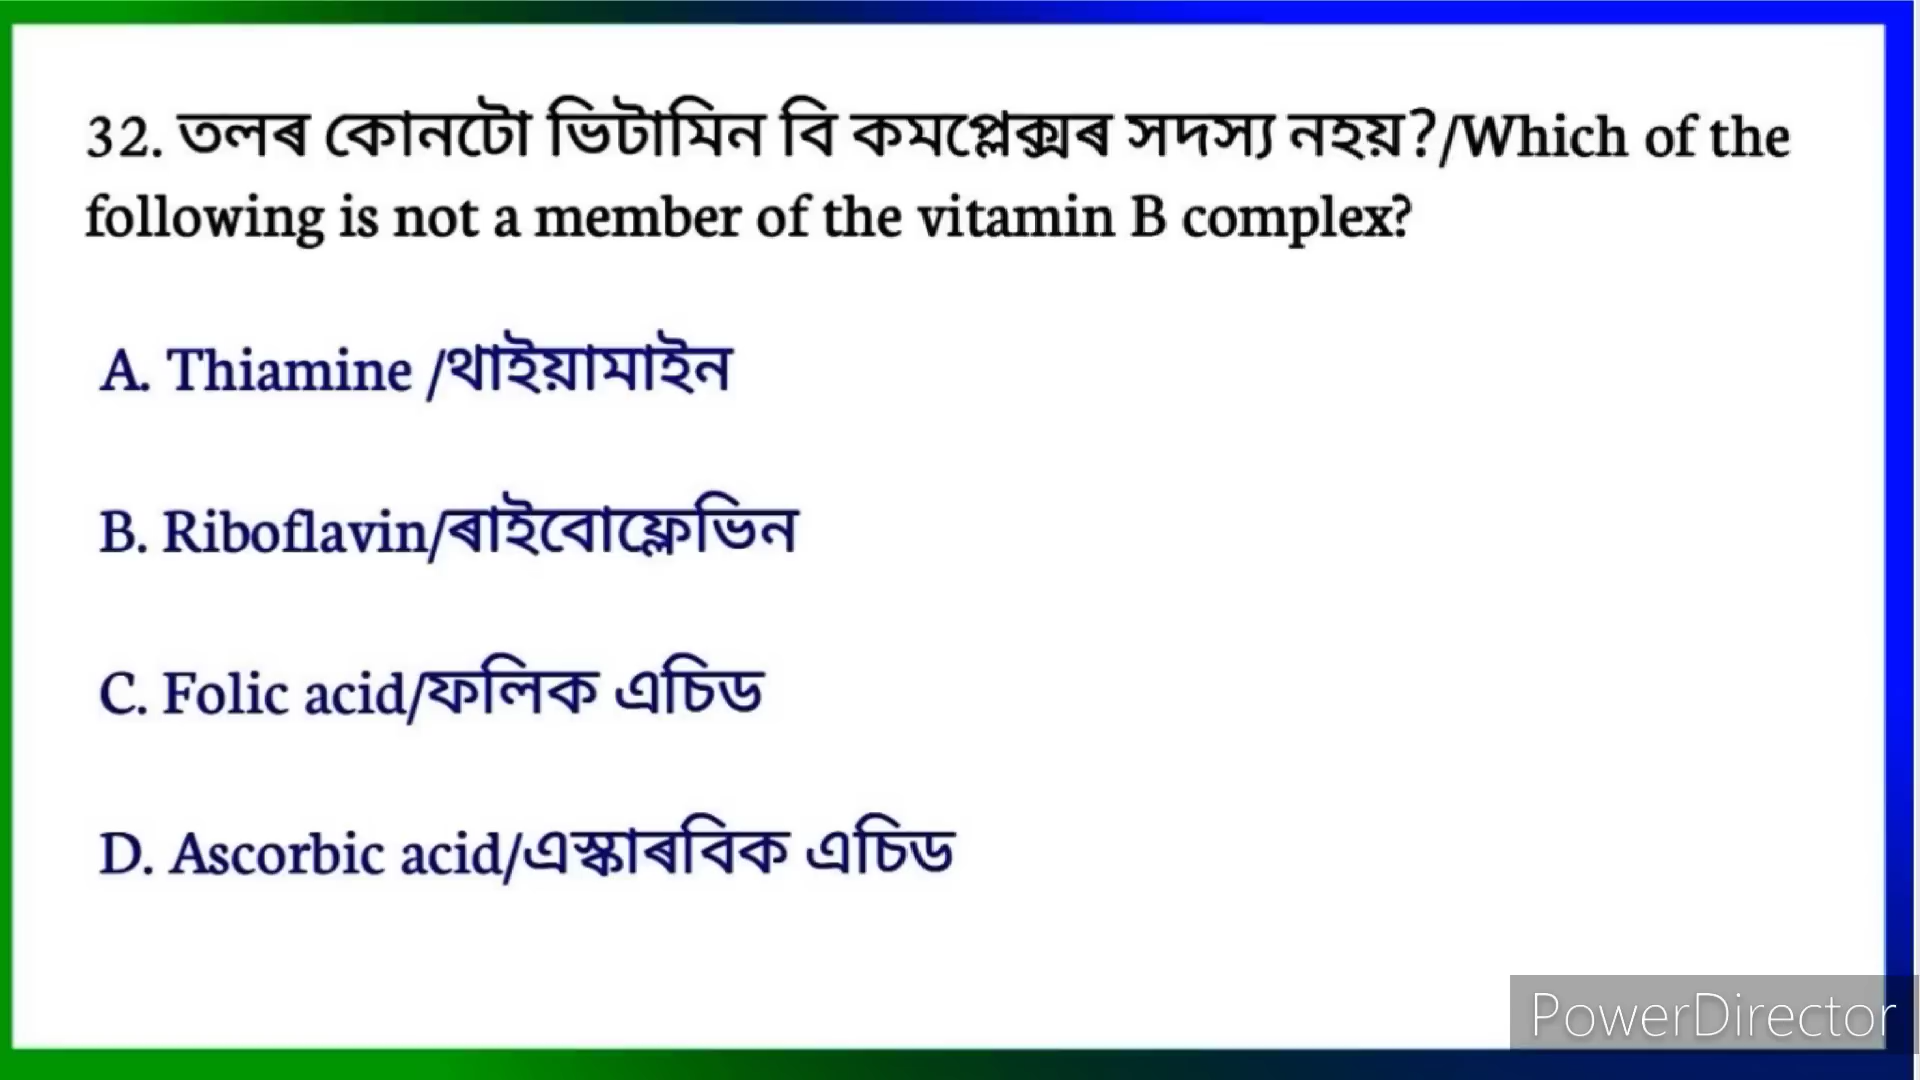 32. তলৰ কোনটো ভিটামিন বি কমপ্লেক্সৰ সদস্য নহয়?/Which of the
following is not a member of the vitamin B complex?
A. Thiamine /থাইয়ামাইন
B. Riboflavin/ৰাইবোফ্লেভিন
C. Folic acid/ফলিক এচিড
D. Ascorbic acid/এস্কাৰবিক এচিড
PowerDirector